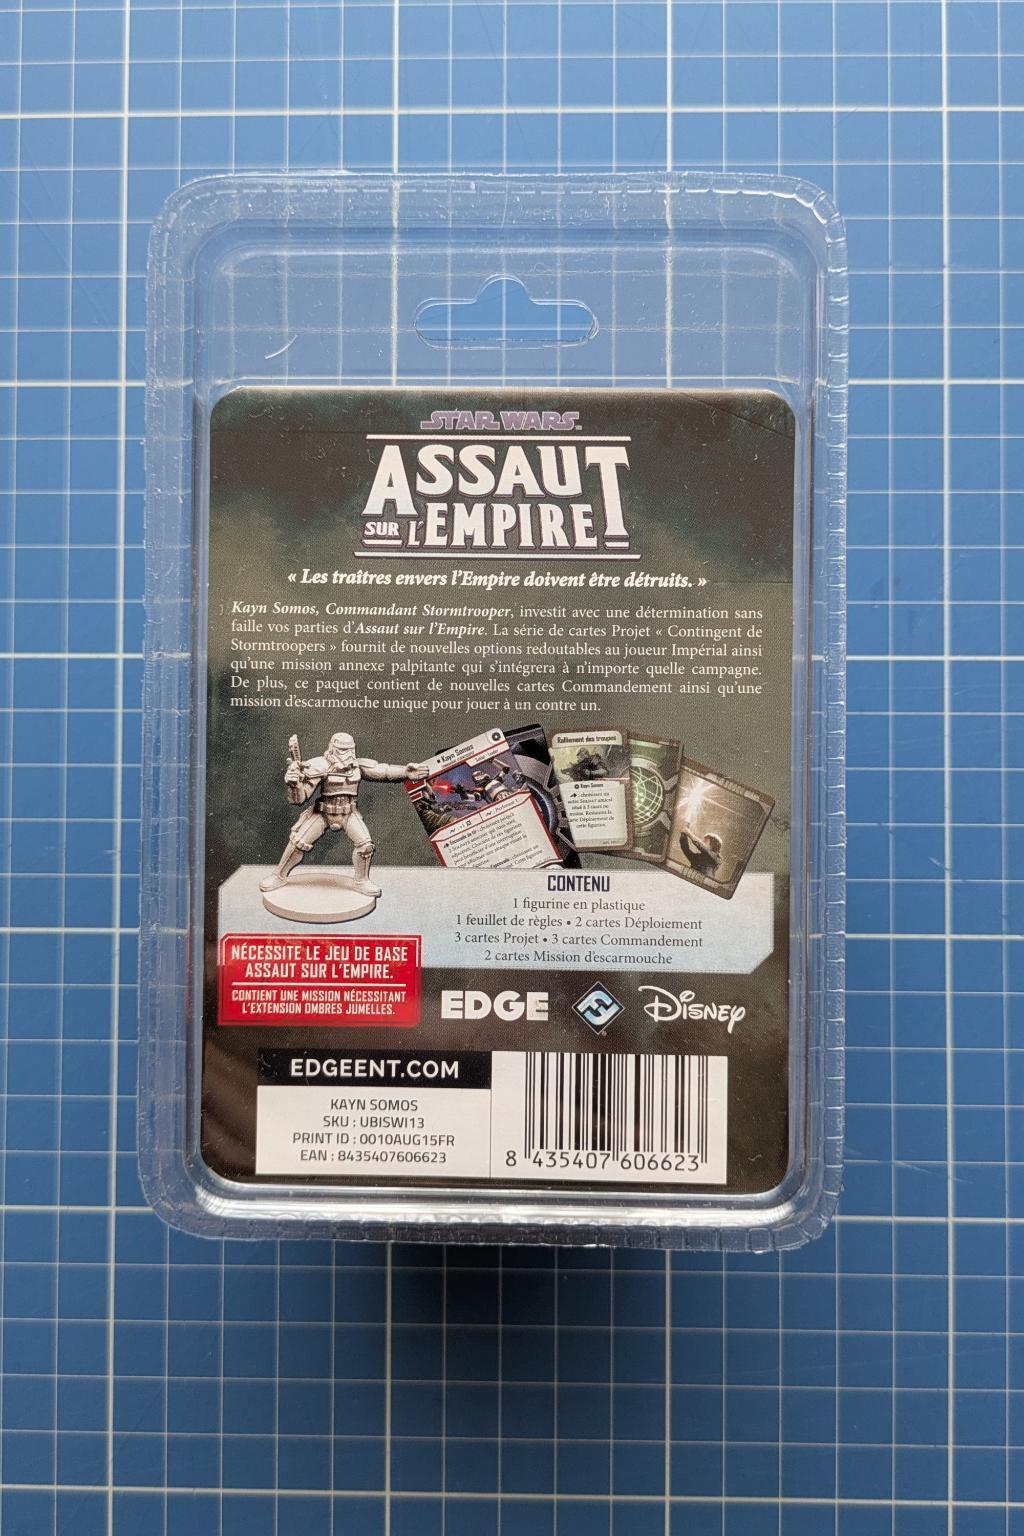 STAR WARS
ASSAUT
SUR L'EMPIRE
« Les traîtres envers l'Empire doivent être détruits. »
Kayn Somos, Commandant Stormtrooper, investit avec une détermination sans
faille vos parties d'Assaut sur l'Empire. La série de cartes Projet « Contingent de
Stormtroopers » fournit de nouvelles options redoutables au joueur Impérial ainsi
qu'une mission annexe palpitante qui s'intégrera à n'importe quelle campagne.
De plus, ce paquet contient de nouvelles cartes Commandement ainsi qu'une
mission d'escarmouche unique pour jouer à un contre un.
Kayn Somos
Ralliement des troupes
Kayn Somos
CONTENU
1 figurine en plastique
1 feuillet de règles • 2 cartes Déploiement
3 cartes Projet • 3 cartes Commandement
2 cartes Mission d'escarmouche
NÉCESSITE LE JEU DE BASE
ASSAUT SUR L'EMPIRE.
CONTIENT UNE MISSION NÉCESSITANT
L'EXTENSION OMBRES JUMELLES.
EDGE
DISNEY
EDGEENT.COM
KAYN SOMOS
SKU : UBISWI13
PRINT ID : 0010AUG15FR
EAN : 8435407606623
8 435407 606623